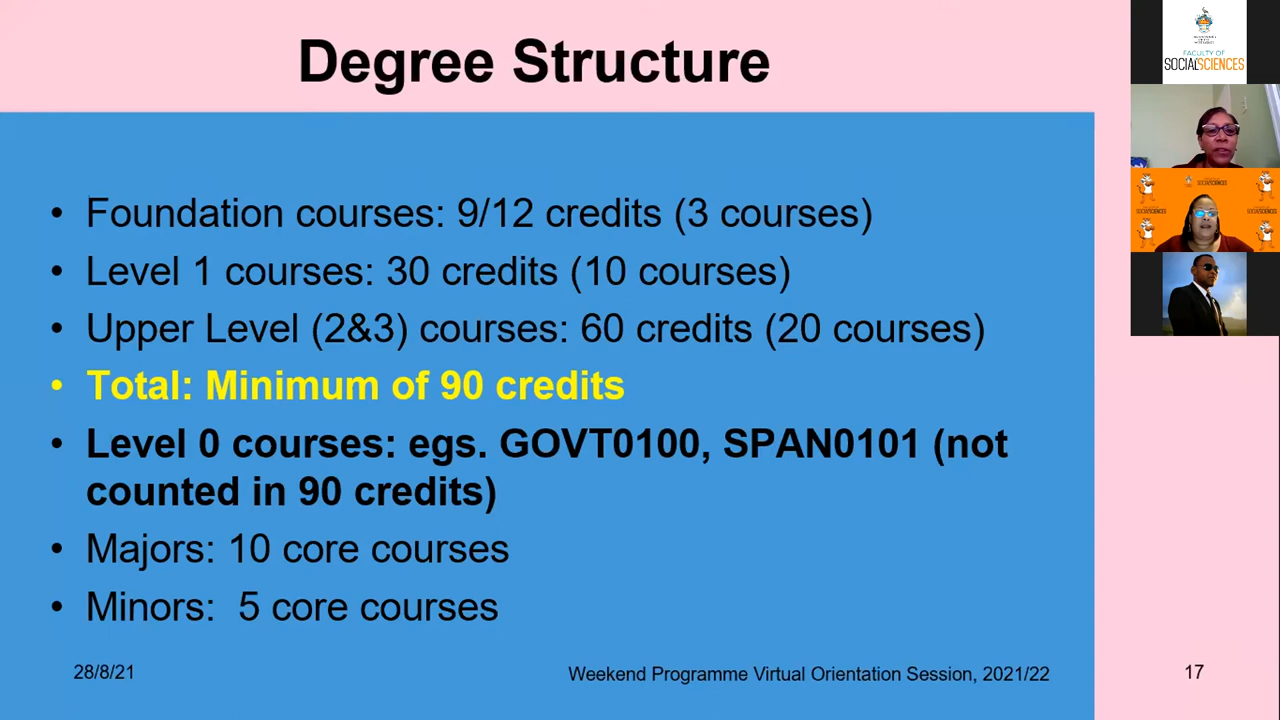 Degree Structure
• Foundation courses: 9/12 credits (3 courses)
• Level 1 courses: 30 credits (10 courses)
• Upper Level (2&3) courses: 60 credits (20 courses)
• Total: Minimum of 90 credits
• Level 0 courses: egs. GOVT0100, SPAN0101 (not
counted in 90 credits)
• Majors: 10 core courses
• Minors: 5 core courses
28/8/21
Weekend Programme Virtual Orientation Session, 2021/22
17
FACULTY OF
SOCIALSCIENCES